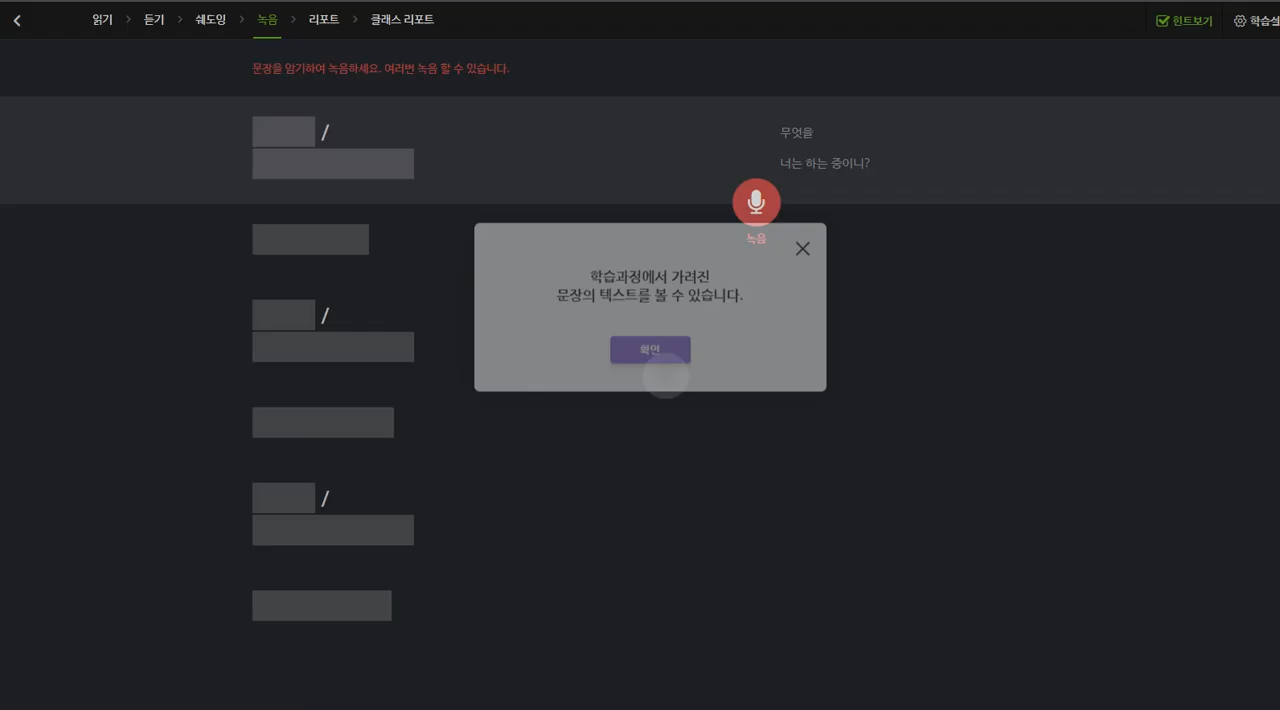 읽기 > 듣기 > 쉐도잉 > 녹음 > 리포트 > 클래스 리포트
힌트보기
문장을 암기하여 녹음하세요. 여러번 녹음 할 수 있습니다.
/
무엇을
너는 하는 중이니?
녹음
학습과정에서 가려진
문장의 텍스트를 볼 수 있습니다.
확인
/
/